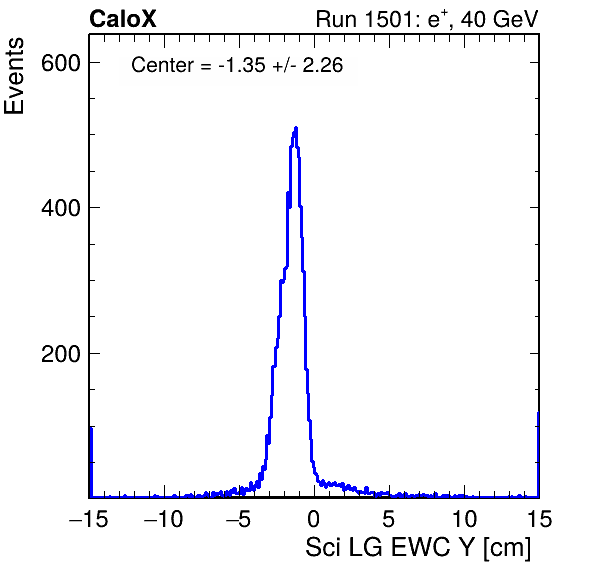 CaloX Run 1501: e⁺, 40 GeV
Center = -1.35 +/- 2.26
Events
600
400
200
−15 −10 −5 0 5 10 15
Sci LG EWC Y [cm]